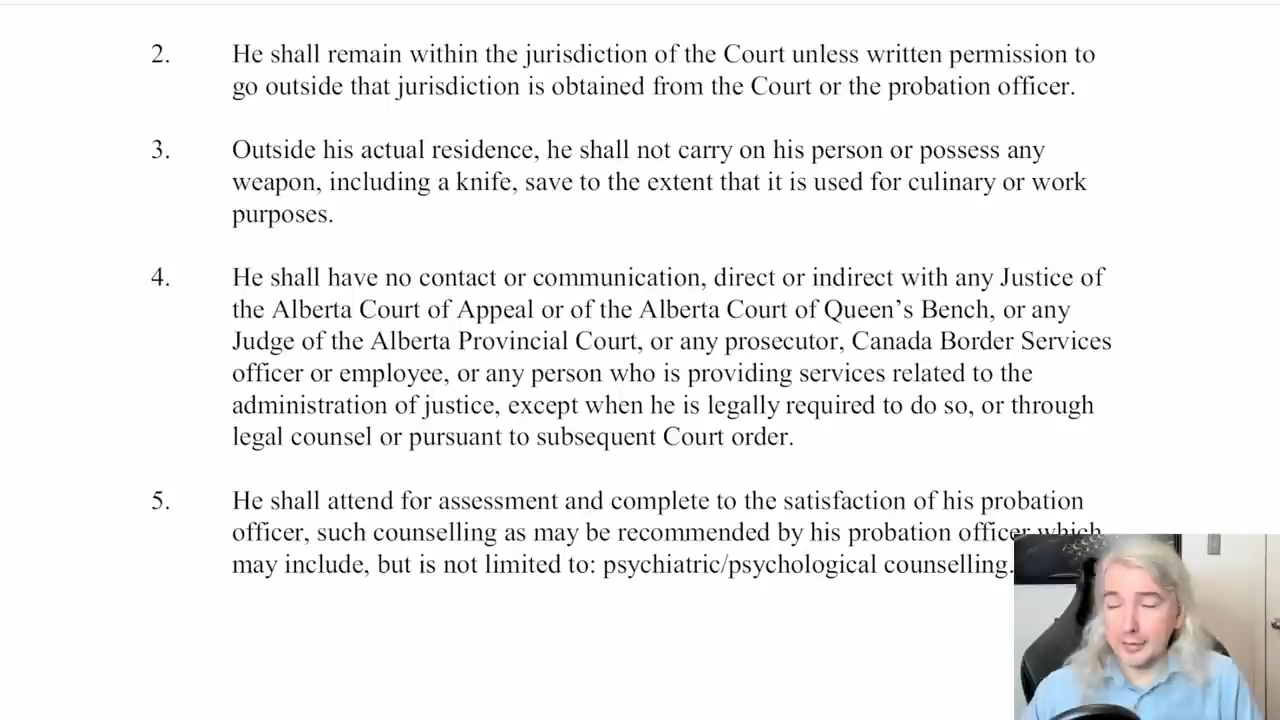 2. He shall remain within the jurisdiction of the Court unless written permission to
go outside that jurisdiction is obtained from the Court or the probation officer.
3. Outside his actual residence, he shall not carry on his person or possess any
weapon, including a knife, save to the extent that it is used for culinary or work
purposes.
4. He shall have no contact or communication, direct or indirect with any Justice of
the Alberta Court of Appeal or of the Alberta Court of Queen’s Bench, or any
Judge of the Alberta Provincial Court, or any prosecutor, Canada Border Services
officer or employee, or any person who is providing services related to the
administration of justice, except when he is legally required to do so, or through
legal counsel or pursuant to subsequent Court order.
5. He shall attend for assessment and complete to the satisfaction of his probation
officer, such counselling as may be recommended by his probation officer which
may include, but is not limited to: psychiatric/psychological counselling.